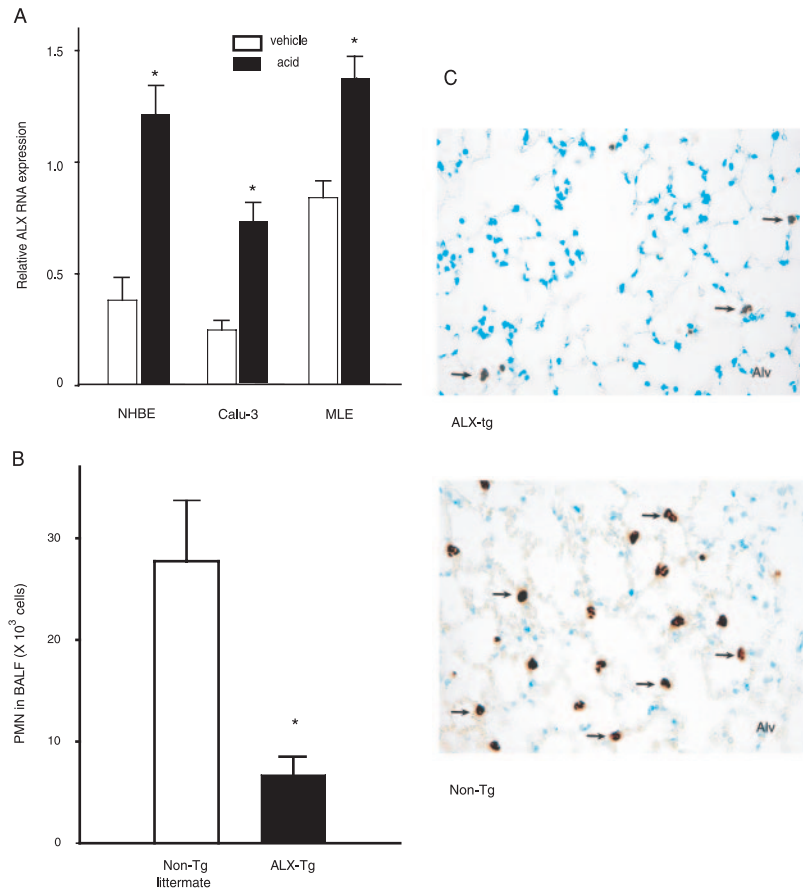 A
vehicle
acid
Relative ALX RNA expression
1.5
1.0
0.5
0
*
*
*
NHBE
Calu-3
MLE
B
PMN in BALF (X 10³ cells)
30
20
10
0
*
Non-Tg
littermate
ALX-Tg
C
Alv
ALX-tg
Alv
Non-Tg